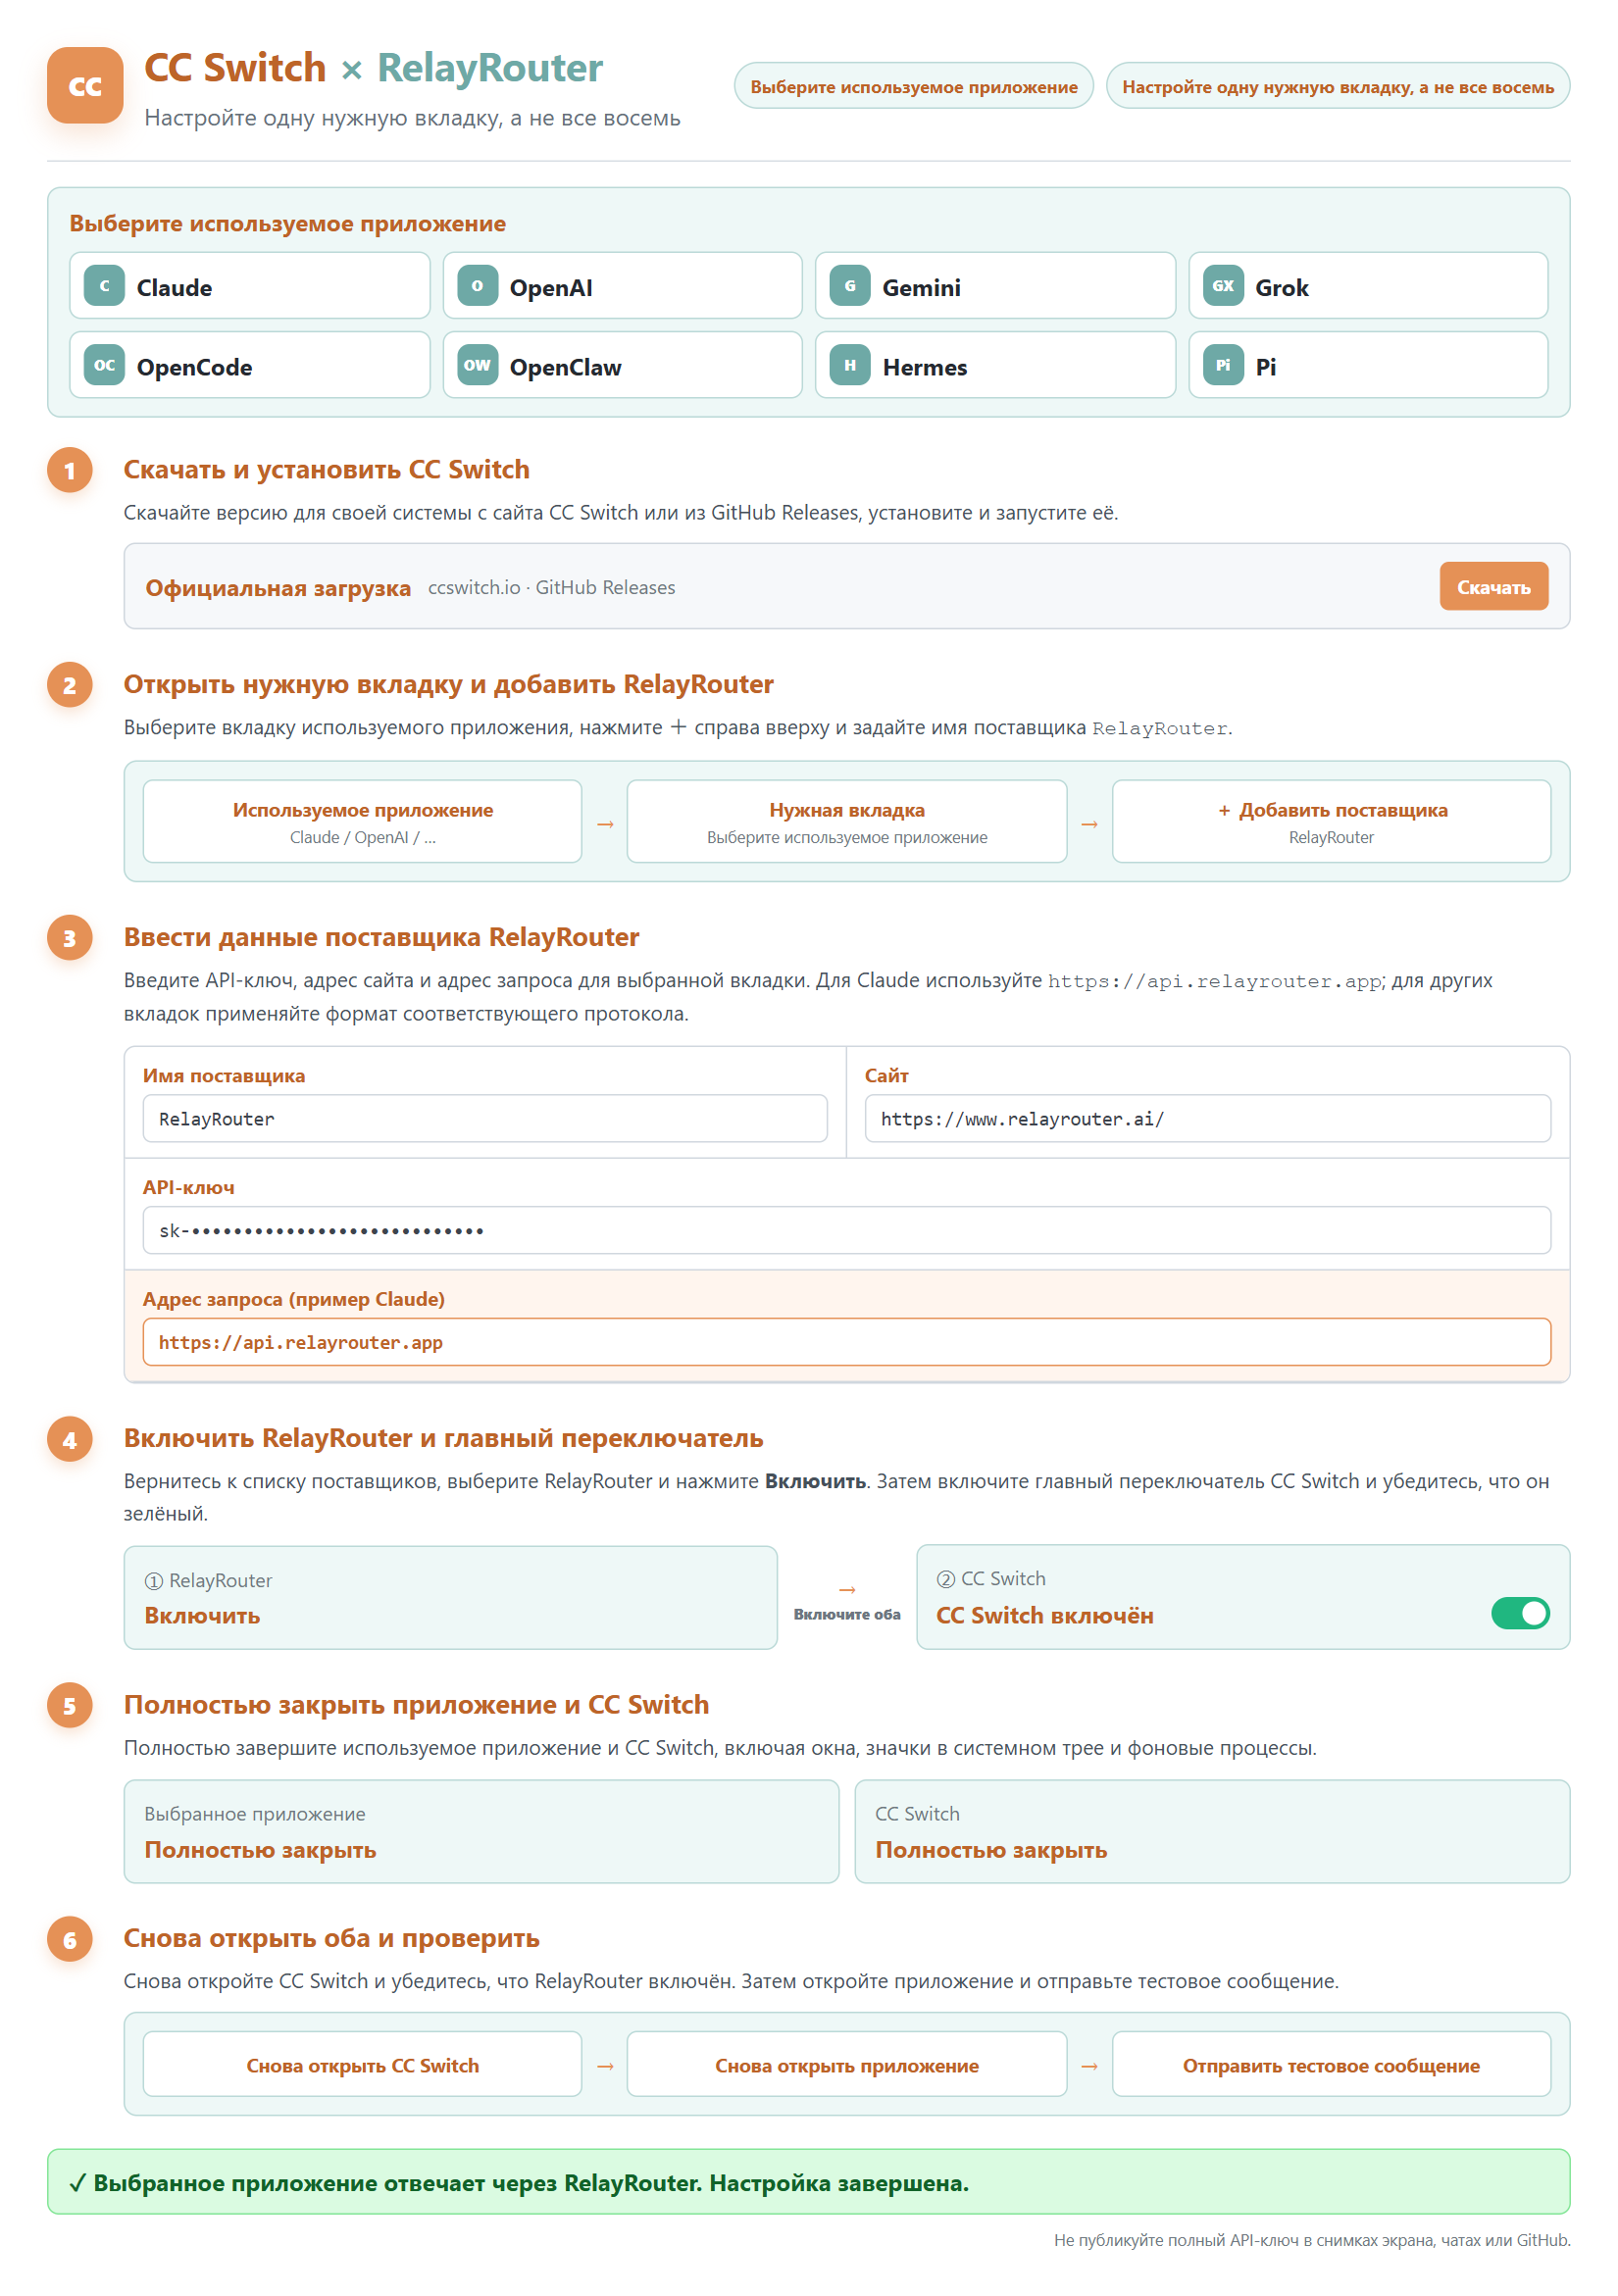 cc
CC Switch × RelayRouter
Настройте одну нужную вкладку, а не все восемь
Выберите используемое приложение
Настройте одну нужную вкладку, а не все восемь
Выберите используемое приложение
C Claude
O OpenAI
G Gemini
GX Grok
OC OpenCode
OW OpenClaw
H Hermes
Pi Pi
1 Скачать и установить CC Switch
Скачайте версию для своей системы с сайта CC Switch или из GitHub Releases, установите и запустите её.
Официальная загрузка ccswitch.io · GitHub Releases
Скачать
2 Открыть нужную вкладку и добавить RelayRouter
Выберите вкладку используемого приложения, нажмите + справа вверху и задайте имя поставщика RelayRouter.
Используемое приложение
Claude / OpenAI / ...
→
Нужная вкладка
Выберите используемое приложение
→
+ Добавить поставщика
RelayRouter
3 Ввести данные поставщика RelayRouter
Введите API-ключ, адрес сайта и адрес запроса для выбранной вкладки. Для Claude используйте https://api.relayrouter.app; для других
вкладок применяйте формат соответствующего протокола.
Имя поставщика
RelayRouter
Сайт
https://www.relayrouter.ai/
API-ключ
sk-••••••••••••••••••••••••••••
Адрес запроса (пример Claude)
https://api.relayrouter.app
4 Включить RelayRouter и главный переключатель
Вернитесь к списку поставщиков, выберите RelayRouter и нажмите Включить. Затем включите главный переключатель CC Switch и убедитесь, что он
зелёный.
① RelayRouter
Включить
→
Включите оба
② CC Switch
CC Switch включён
5 Полностью закрыть приложение и CC Switch
Полностью завершите используемое приложение и CC Switch, включая окна, значки в системном трее и фоновые процессы.
Выбранное приложение
Полностью закрыть
CC Switch
Полностью закрыть
6 Снова открыть оба и проверить
Снова откройте CC Switch и убедитесь, что RelayRouter включён. Затем откройте приложение и отправьте тестовое сообщение.
Снова открыть CC Switch
→
Снова открыть приложение
→
Отправить тестовое сообщение
✓ Выбранное приложение отвечает через RelayRouter. Настройка завершена.
Не публикуйте полный API-ключ в снимках экрана, чатах или GitHub.